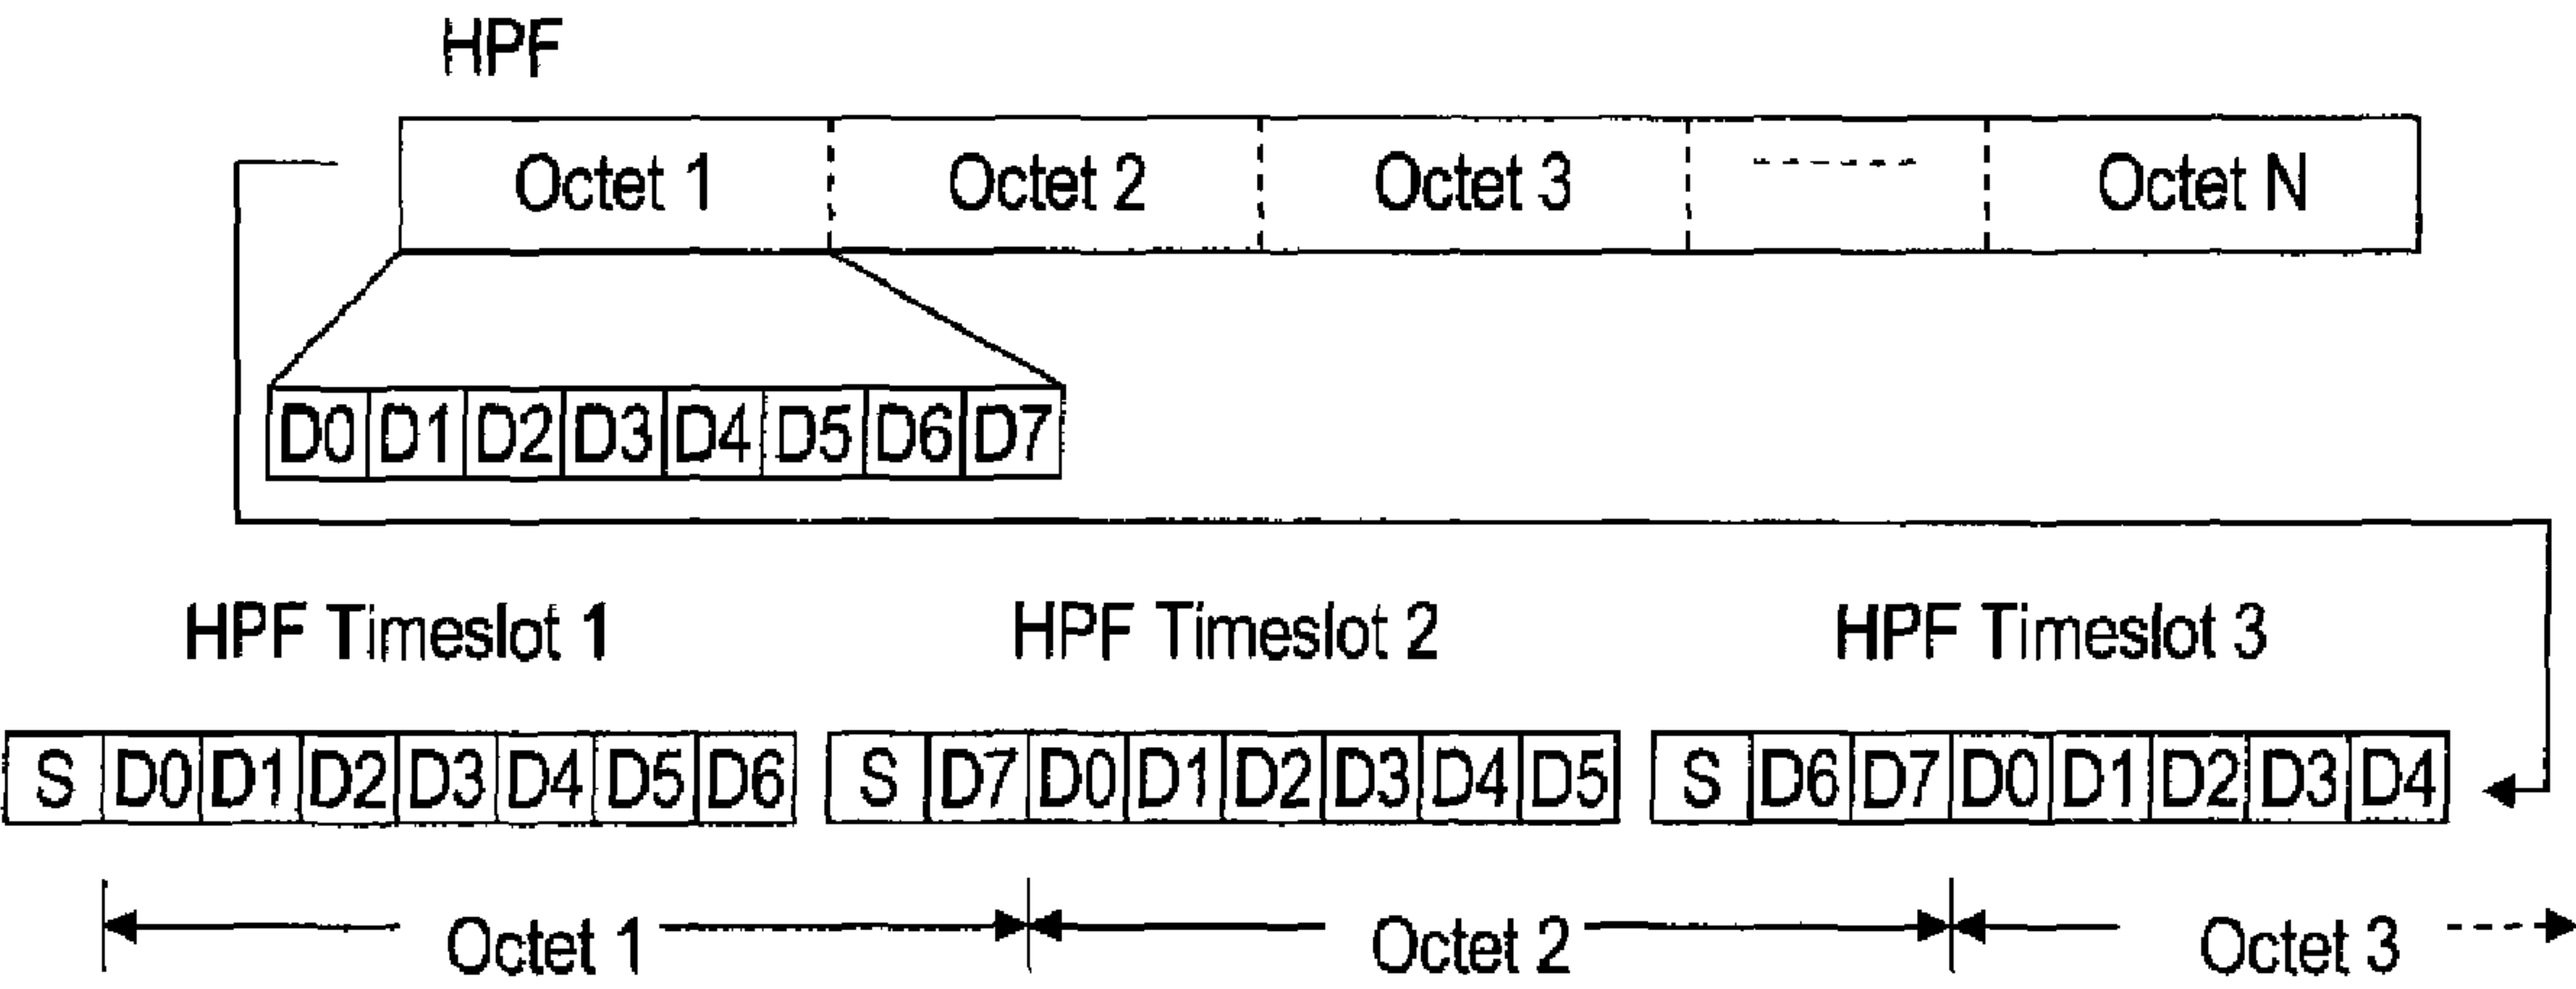 HPF
Octet 1 Octet 2 Octet 3 Octet N
D0 D1 D2 D3 D4 D5 D6 D7
HPF Timeslot 1 HPF Timeslot 2 HPF Timeslot 3
S D0 D1 D2 D3 D4 D5 D6 S D7 D0 D1 D2 D3 D4 D5 S D6 D7 D0 D1 D2 D3 D4
Octet 1 Octet 2 Octet 3